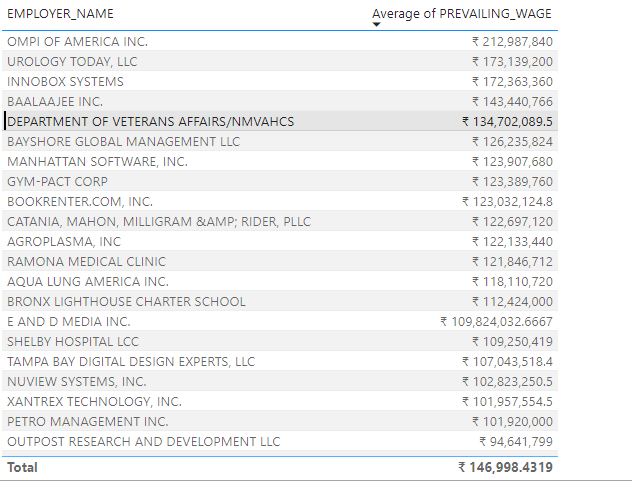 EMPLOYER_NAME Average of PREVAILING_WAGE
OMPI OF AMERICA INC. ₹ 212,987,840
UROLOGY TODAY, LLC ₹ 173,139,200
INNOBOX SYSTEMS ₹ 172,363,360
BAALAAJEE INC. ₹ 143,440,766
DEPARTMENT OF VETERANS AFFAIRS/NMVAHCS ₹ 134,702,089.5
BAYSHORE GLOBAL MANAGEMENT LLC ₹ 126,235,824
MANHATTAN SOFTWARE, INC. ₹ 123,907,680
GYM-PACT CORP ₹ 123,389,760
BOOKRENTER.COM, INC. ₹ 123,032,124.8
CATANIA, MAHON, MILLIGRAM &AMP; RIDER, PLLC ₹ 122,697,120
AGROPLASMA, INC ₹ 122,133,440
RAMONA MEDICAL CLINIC ₹ 121,846,712
AQUA LUNG AMERICA INC. ₹ 118,110,720
BRONX LIGHTHOUSE CHARTER SCHOOL ₹ 112,424,000
E AND D MEDIA INC. ₹ 109,824,032.6667
SHELBY HOSPITAL LCC ₹ 109,250,419
TAMPA BAY DIGITAL DESIGN EXPERTS, LLC ₹ 107,043,518.4
NUVIEW SYSTEMS, INC. ₹ 102,823,250.5
XANTREX TECHNOLOGY, INC. ₹ 101,957,554.5
PETRO MANAGEMENT INC. ₹ 101,920,000
OUTPOST RESEARCH AND DEVELOPMENT LLC ₹ 94,641,799
Total ₹ 146,998.4319